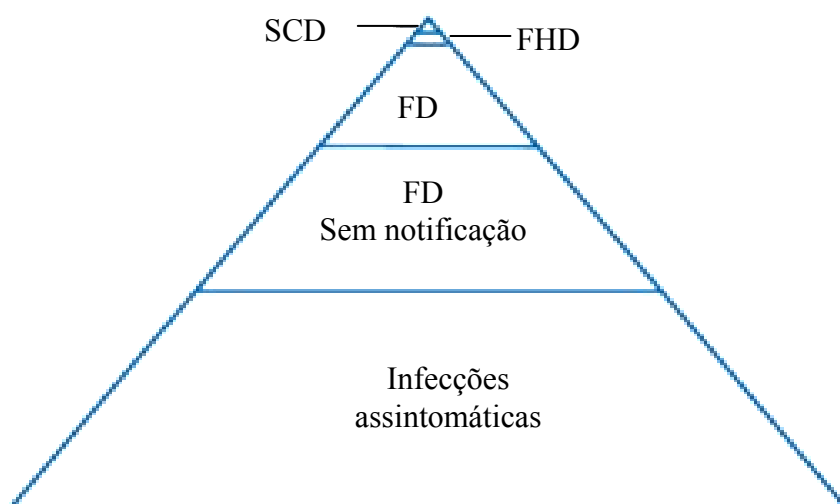 SCD
FHD
FD
FD
Sem notificação
Infecções
assintomáticas